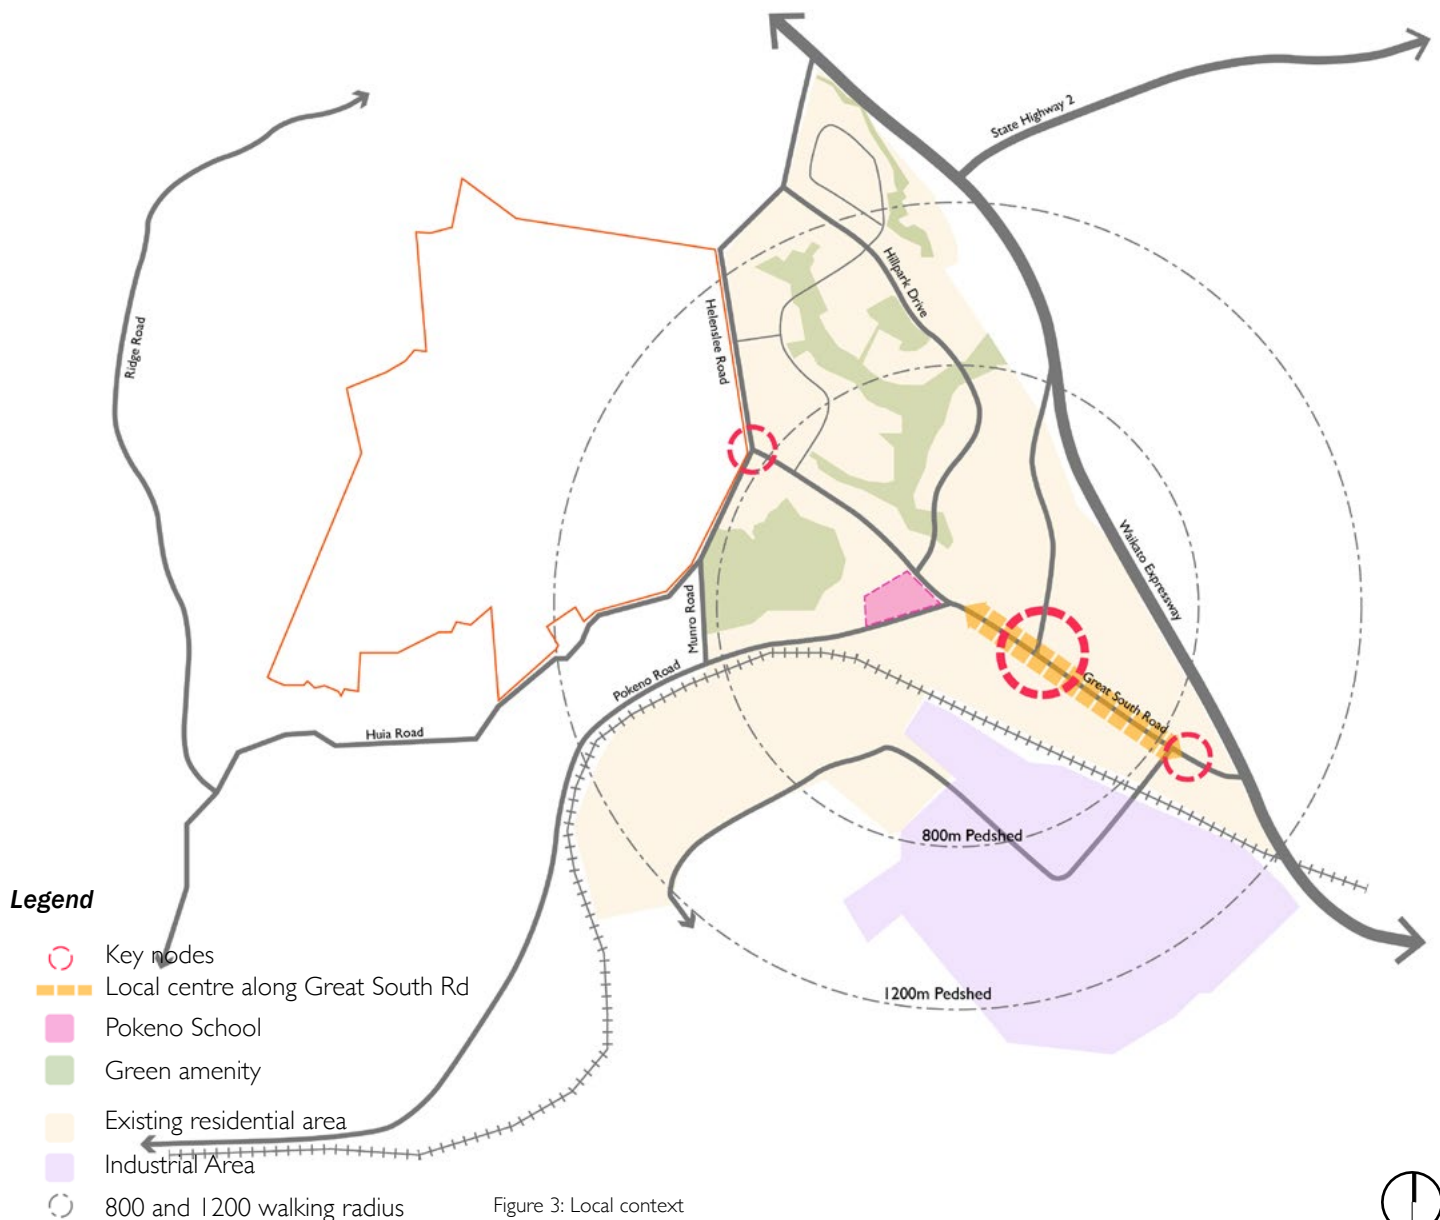 State Highway 2
Ridge Road
Hillpark Drive
Helenslee Road
Waikato Expressway
Munro Road
Pokeno Road
Great South Road
Huia Road
800m Pedshed
1200m Pedshed
Legend
Key nodes
Local centre along Great South Rd
Pokeno School
Green amenity
Existing residential area
Industrial Area
800 and 1200 walking radius
Figure 3: Local context